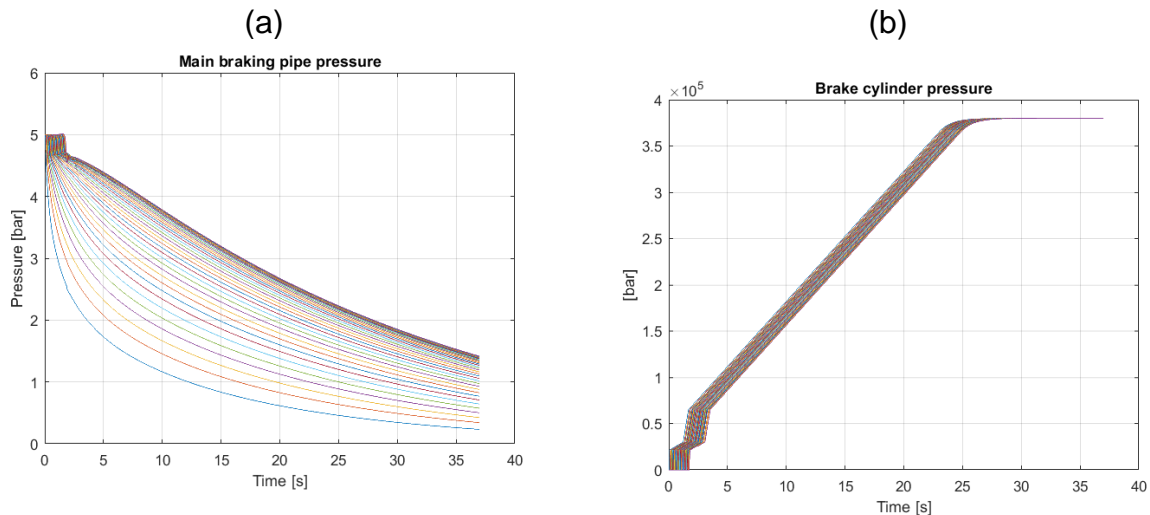 (a)
(b)
Main braking pipe pressure
6
5
4
3
2
1
0
Pressure [bar]
0 5 10 15 20 25 30 35 40
Time [s]
Brake cylinder pressure
×10⁵
4
3.5
3
2.5
2
1.5
1
0.5
0
[bar]
0 5 10 15 20 25 30 35 40
Time [s]